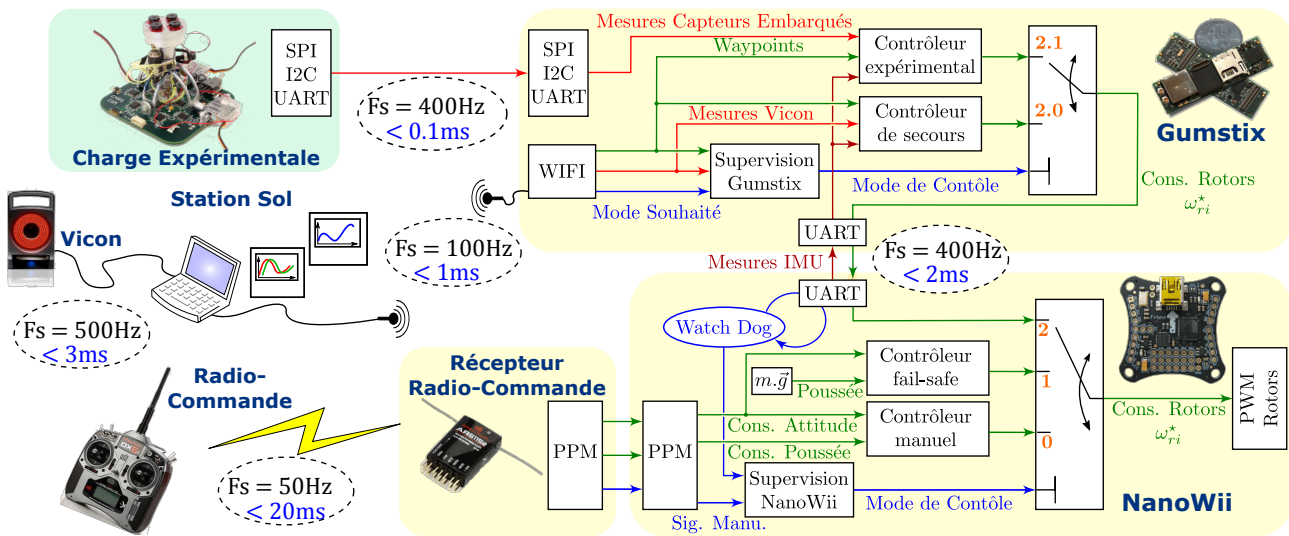 SPI
I2C
UART
Charge Expérimentale
Fs = 400Hz
< 0.1ms
SPI
I2C
UART
Mesures Capteurs Embarqués
Waypoints
Mesures Vicon
WIFI
Mode Souhaité
Supervision
Gumstix
Contrôleur
expérimental
Contrôleur
de secours
Mode de Contôle
2.1
2.0
Gumstix
Cons. Rotors
ω*ri
Station Sol
Vicon
Fs = 500Hz
< 3ms
Fs = 100Hz
< 1ms
UART
Mesures IMU
Fs = 400Hz
< 2ms
UART
Watch Dog
Radio-
Commande
Fs = 50Hz
< 20ms
Récepteur
Radio-Commande
AR6115e
PPM
PPM
m.g⃗
Poussée
Cons. Attitude
Cons. Poussée
Sig. Manu.
Contrôleur
fail-safe
Contrôleur
manuel
Supervision
NanoWii
Mode de Contôle
2
1
0
Cons. Rotors
ω*ri
PWM
Rotors
NanoWii